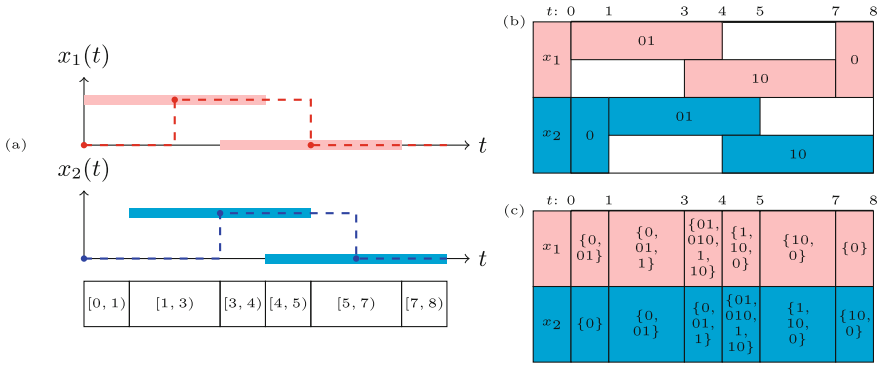 (a)
x₁(t)
t
x₂(t)
t
[0, 1) [1, 3) [3, 4) [4, 5) [5, 7) [7, 8)
(b)
t: 0 1 3 4 5 7 8
x₁ 01 0
10
x₂ 0 01
10
(c)
t: 0 1 3 4 5 7 8
x₁
{0,
01}
{0,
01,
1}
{01,
010,
1,
10}
{1,
10,
0}
{10,
0}
{0}
x₂
{0}
{0,
01}
{0,
01,
1}
{01,
010,
1,
10}
{1,
10,
0}
{10,
0}